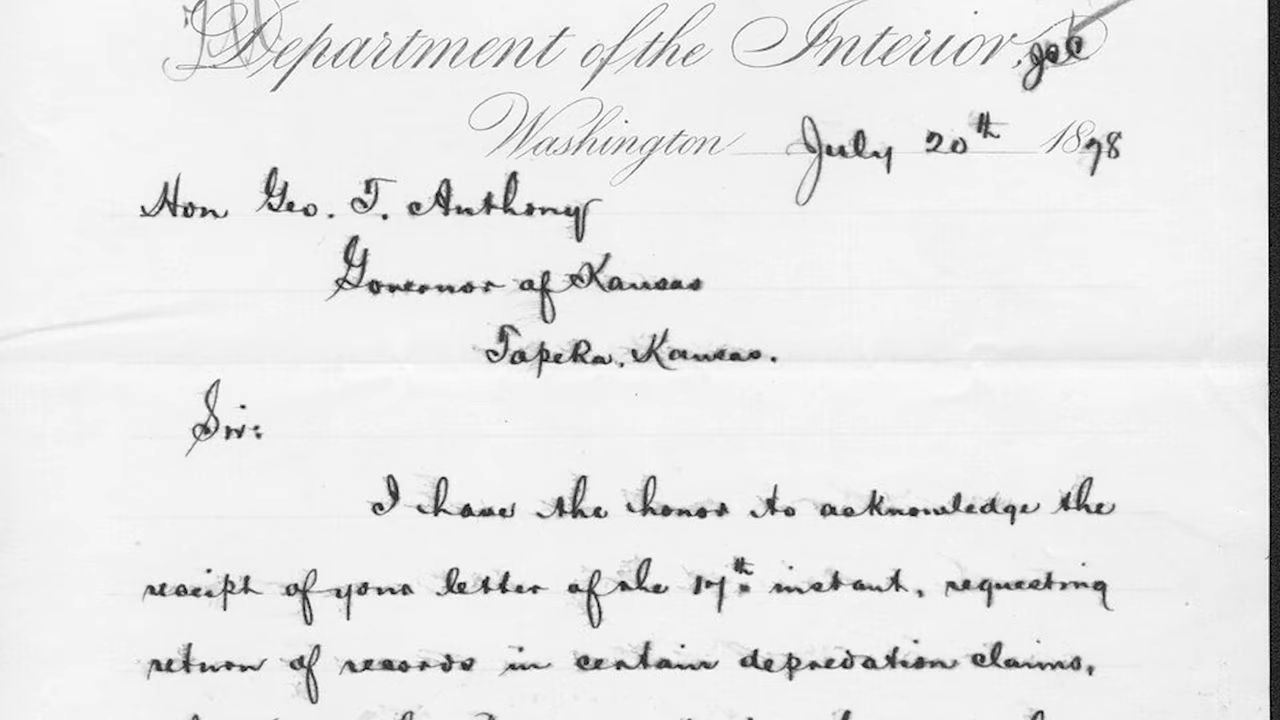 Department of the Interior,
Washington July 20th 1878
Hon Geo. T. Anthony
Governor of Kansas
Topeka, Kansas.
Sir:
I have the honor to acknowledge the
receipt of your letter of the 17th instant, requesting
return of records in certain depredation claims,